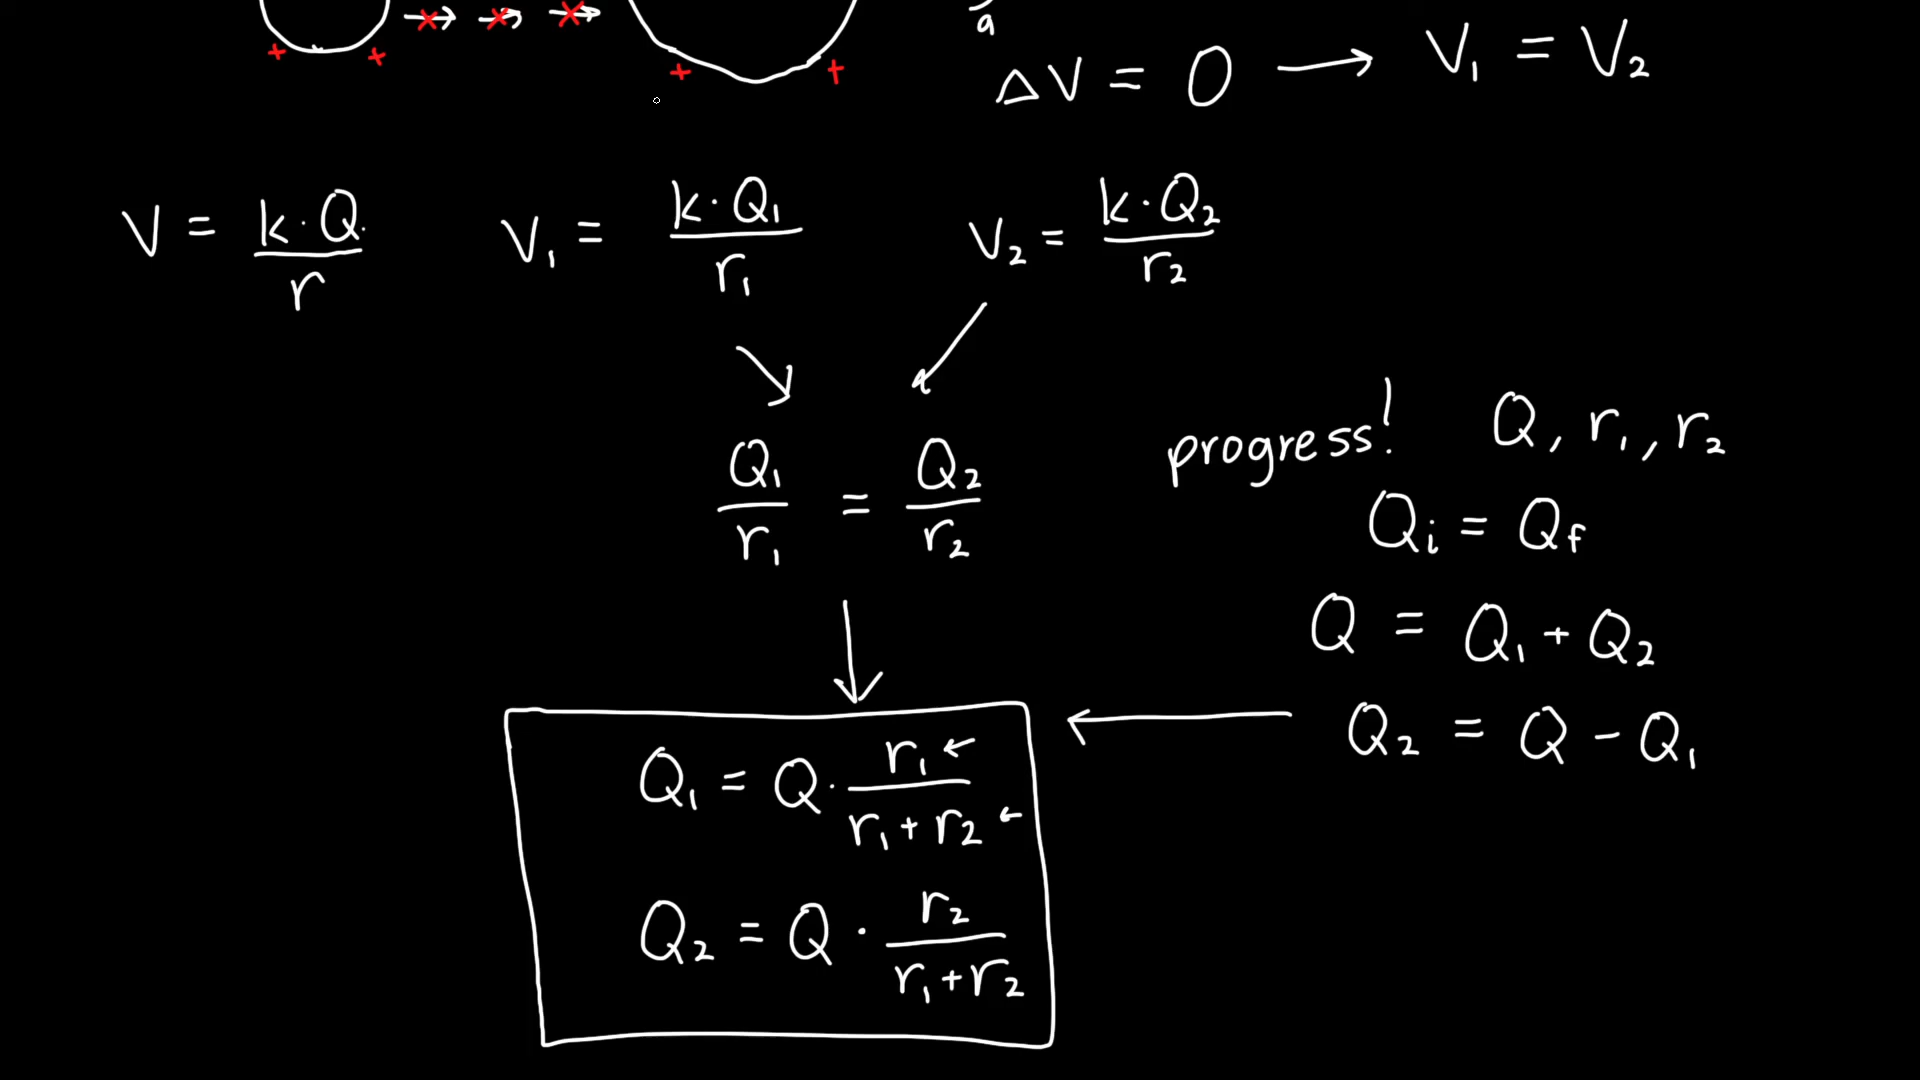 q
ΔV = 0 → V₁ = V₂
V = k·Q/r   V₁ = k·Q₁/r₁   V₂ = k·Q₂/r₂
Q₁/r₁ = Q₂/r₂
progress! Q, r₁, r₂
Qᵢ = Q_f
Q = Q₁ + Q₂
Q₂ = Q − Q₁
Q₁ = Q · r₁/(r₁+r₂)
Q₂ = Q · r₂/(r₁+r₂)